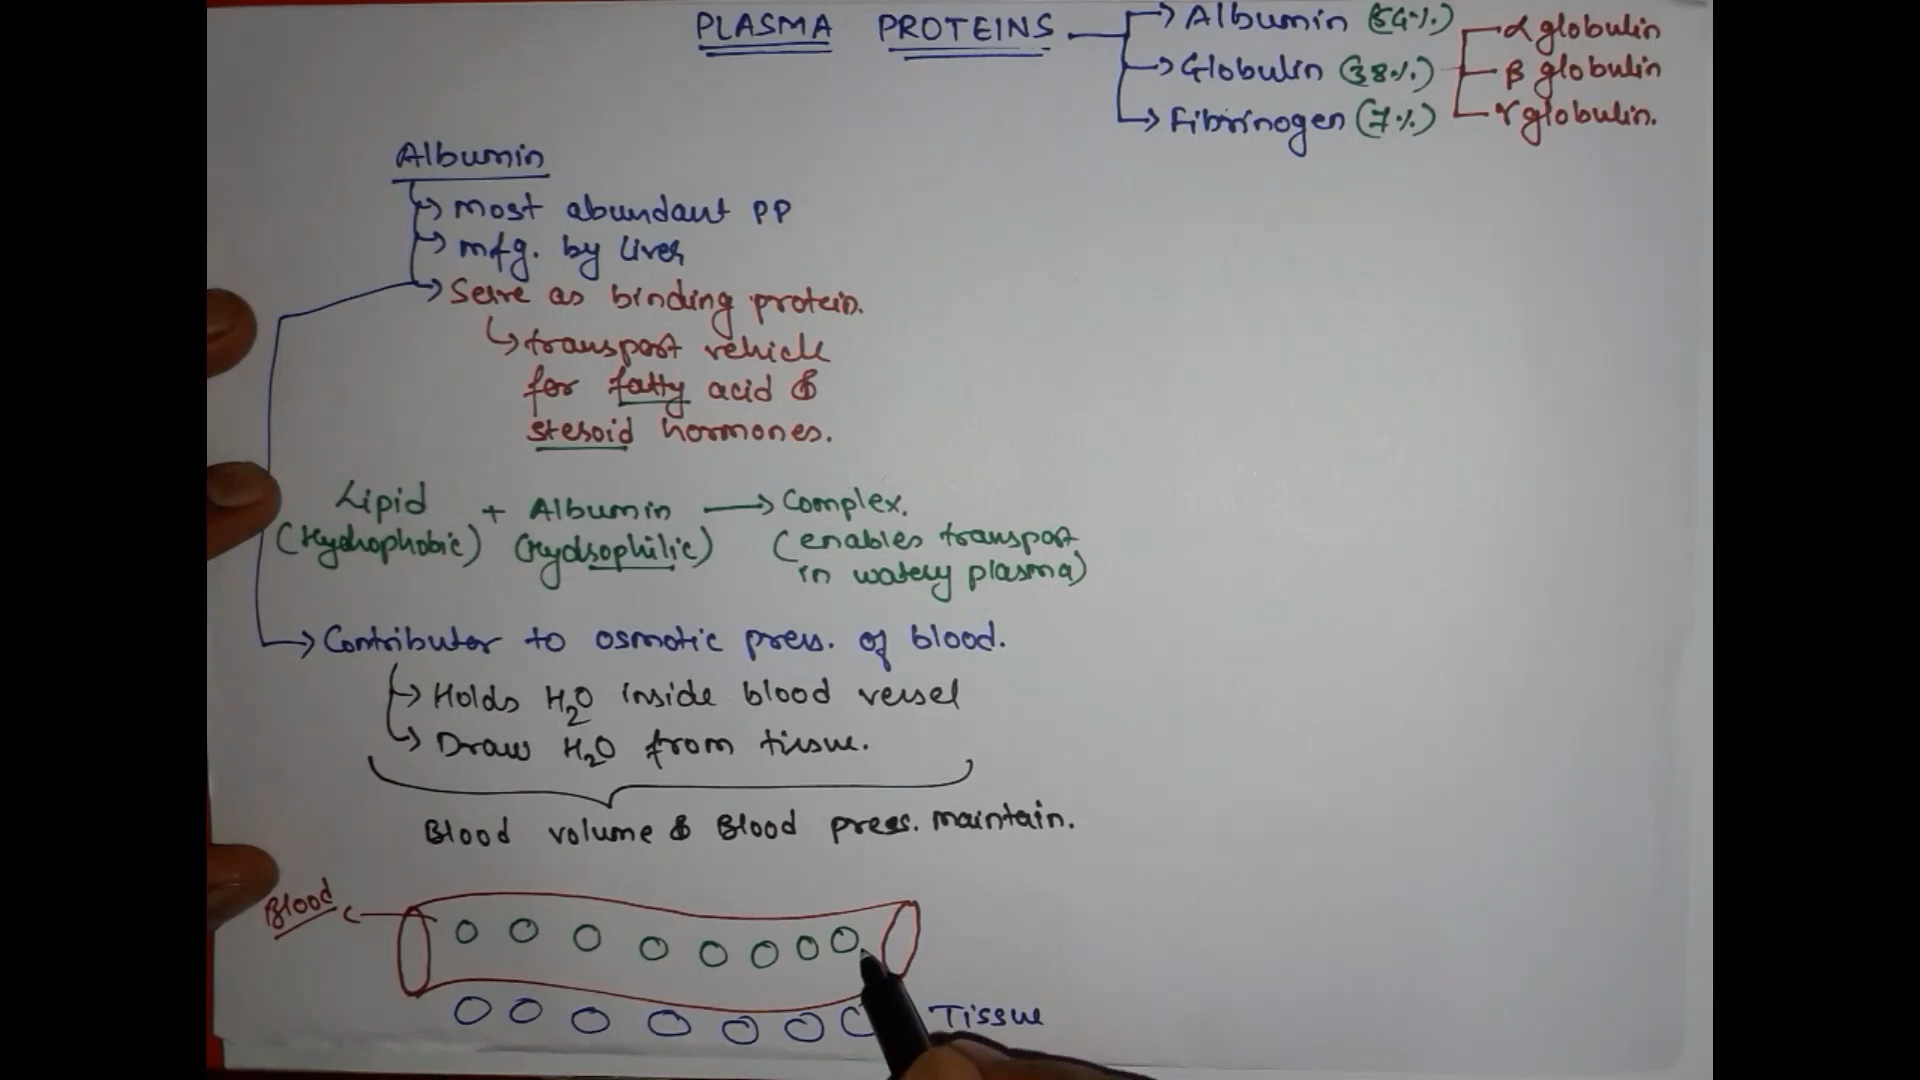 PLASMA PROTEINS
Albumin (54%)
Globulin (38%)
Fibrinogen (7%)
α globulin
β globulin
γ globulin.
Albumin
Most abundant PP
mfg. by liver
Serve as binding protein.
transport vehicle
for fatty acid &
steroid hormones.
Lipid + Albumin → Complex.
(Hydrophobic) (Hydrophilic) (enables transport
in watery plasma)
Contributor to osmotic press. of blood.
Holds H2O inside blood vessel
Draw H2O from tissue.
Blood volume & Blood press. maintain.
Blood
Tissue